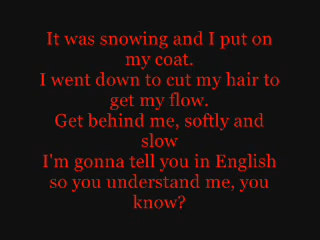 It was snowing and I put on
my coat.
I went down to cut my hair to
get my flow.
Get behind me, softly and
slow
I'm gonna tell you in English
so you understand me, you
know?